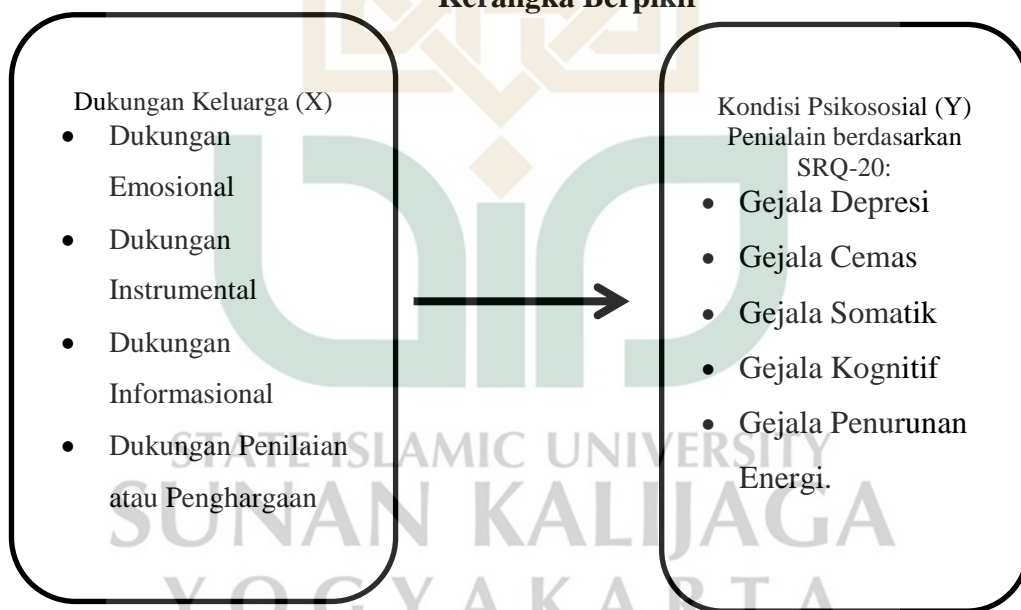 Kerangka Berpikir
Dukungan Keluarga (X)
• Dukungan
Emosional
• Dukungan
Instrumental
• Dukungan
Informasional
• Dukungan Penilaian
atau Penghargaan
Kondisi Psikososial (Y)
Penialain berdasarkan
SRQ-20:
• Gejala Depresi
• Gejala Cemas
• Gejala Somatik
• Gejala Kognitif
• Gejala Penurunan
Energi.
STATE ISLAMIC UNIVERSITY
SUNAN KALIJAGA
YOGYAKARTA